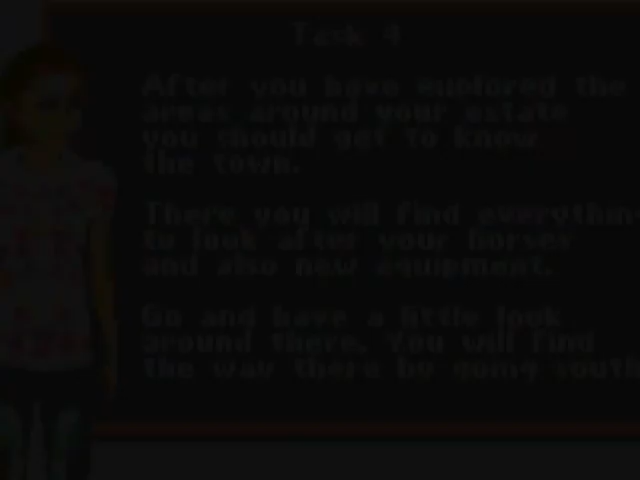 Task 4
After you have explored the
areas around your estate
you should get to know
the town.
There you will find everything
to look after your horses
and also new equipment.
Go and have a little look
around there. You will find
the way there by going south